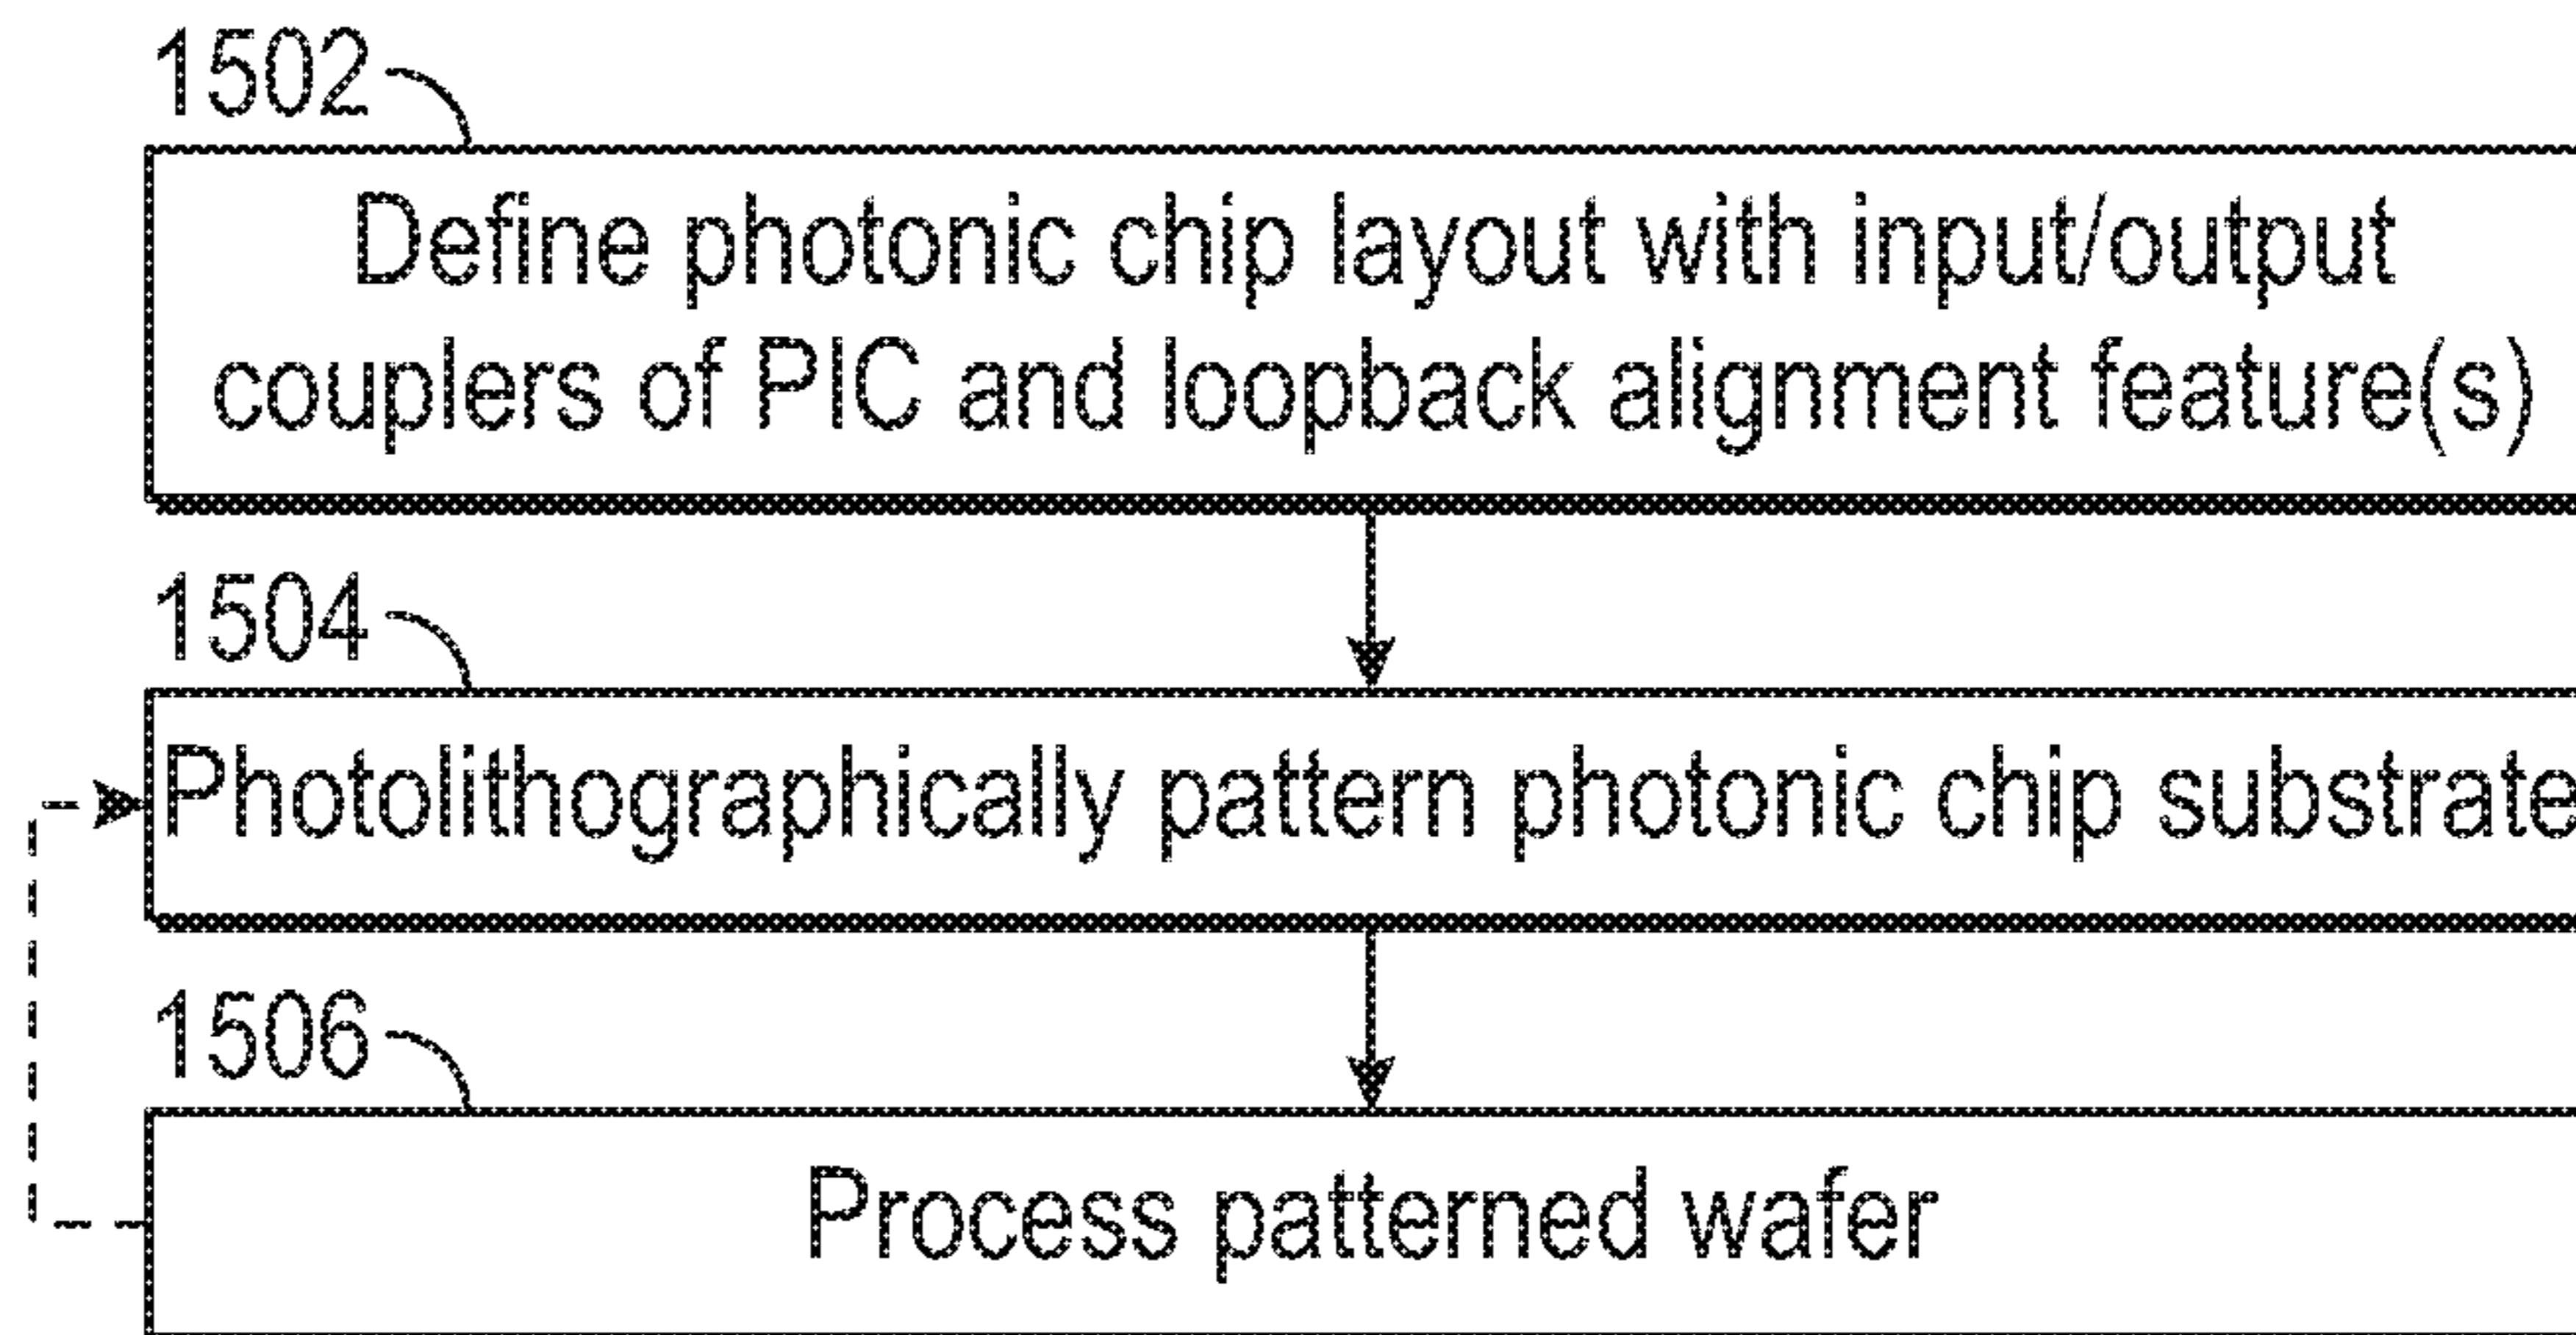 1502
Define photonic chip layout with input/output
couplers of PIC and loopback alignment feature(s)
1504
Photolithographically pattern photonic chip substrate
1506
Process patterned wafer